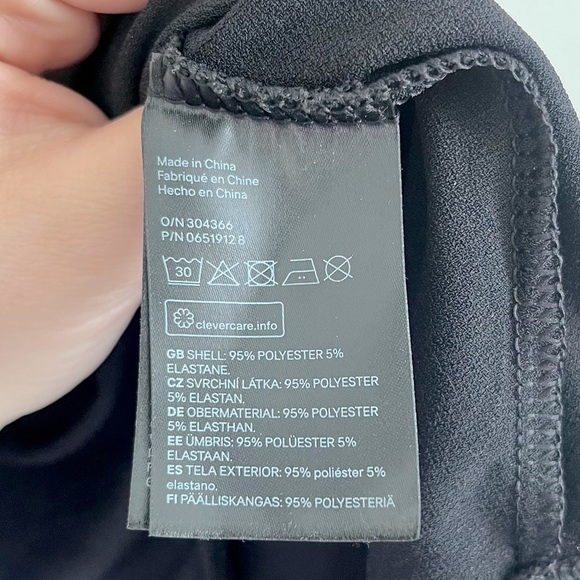 Made in China
Fabriqué en Chine
Hecho en China
O/N 304366
P/N 0651912 8
30
clevercare.info
GB SHELL: 95% POLYESTER 5%
ELASTANE.
CZ SVRCHNÍ LÁTKA: 95% POLYESTER
5% ELASTAN.
DE OBERMATERIAL: 95% POLYESTER
5% ELASTHAN.
EE ÜMBRIS: 95% POLÜESTER 5%
ELASTAAN.
ES TELA EXTERIOR: 95% poliéster 5%
elastano.
FI PÄÄLLISKANGAS: 95% POLYESTERIÄ